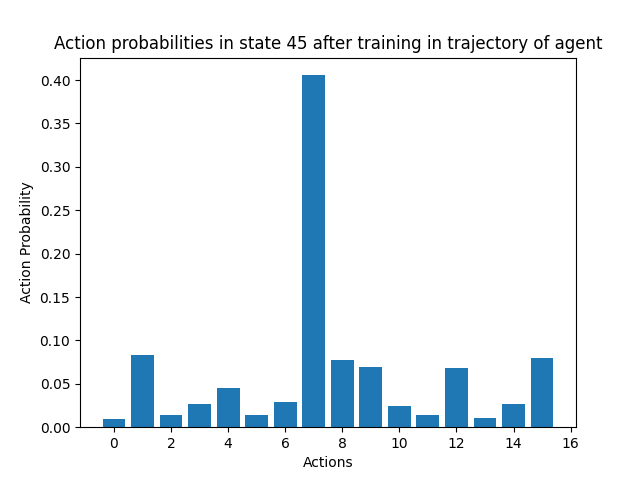 Action probabilities in state 45 after training in trajectory of agent
0.40
0.35
0.30
0.25
0.20
0.15
0.10
0.05
0.00
Action Probability
0 2 4 6 8 10 12 14 16
Actions